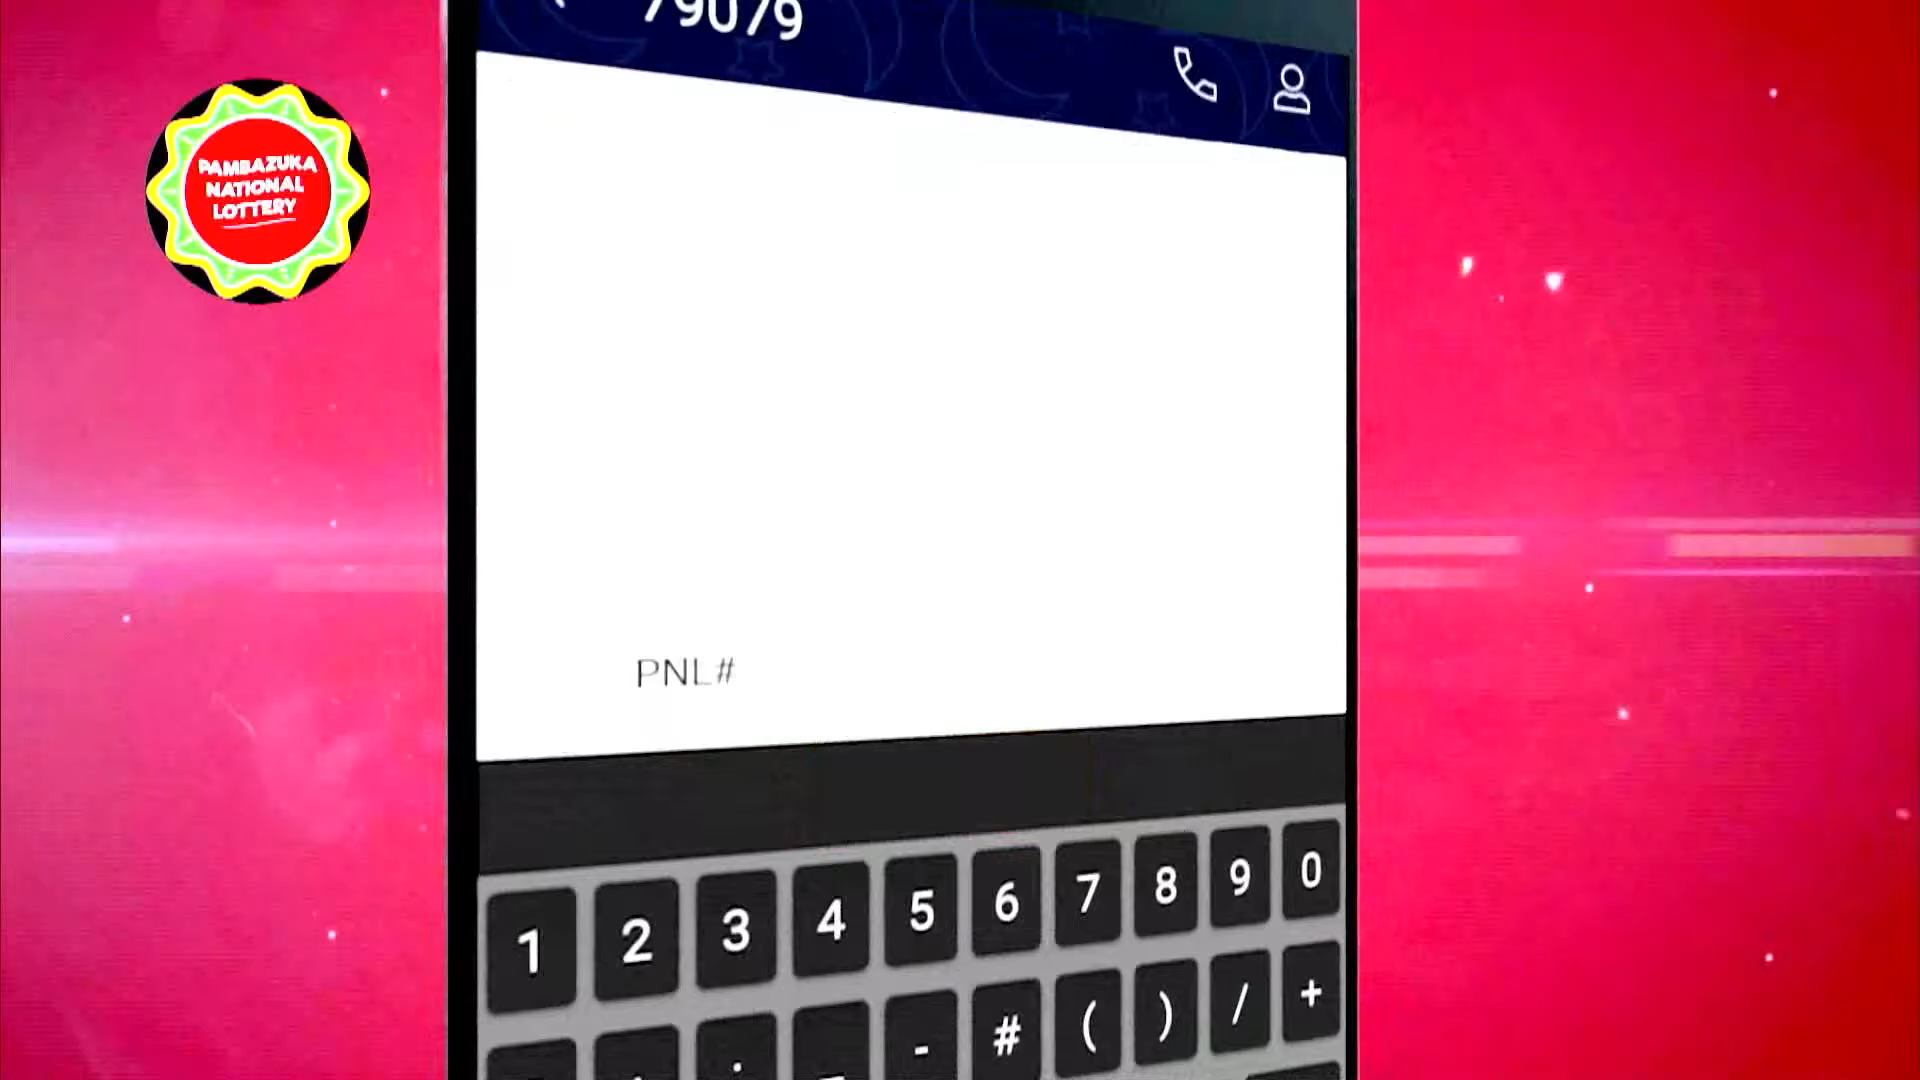 79079
PAMBAZUKA
NATIONAL
LOTTERY
PNL#
1 2 3 4 5 6 7 8 9 0
- # ( ) / +